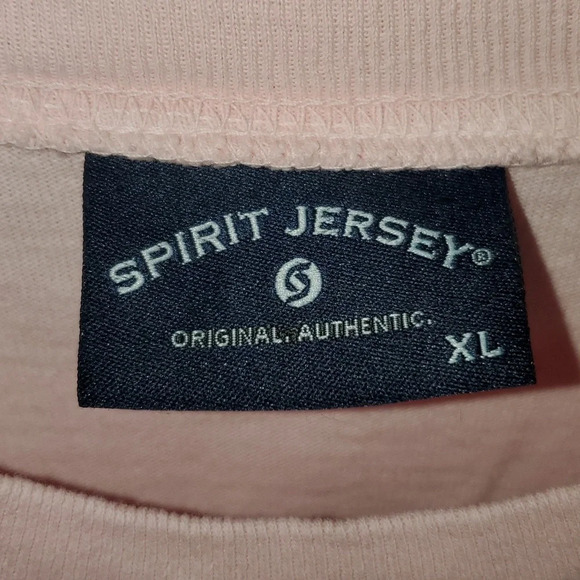 SPIRIT JERSEY®
ORIGINAL. AUTHENTIC.
XL